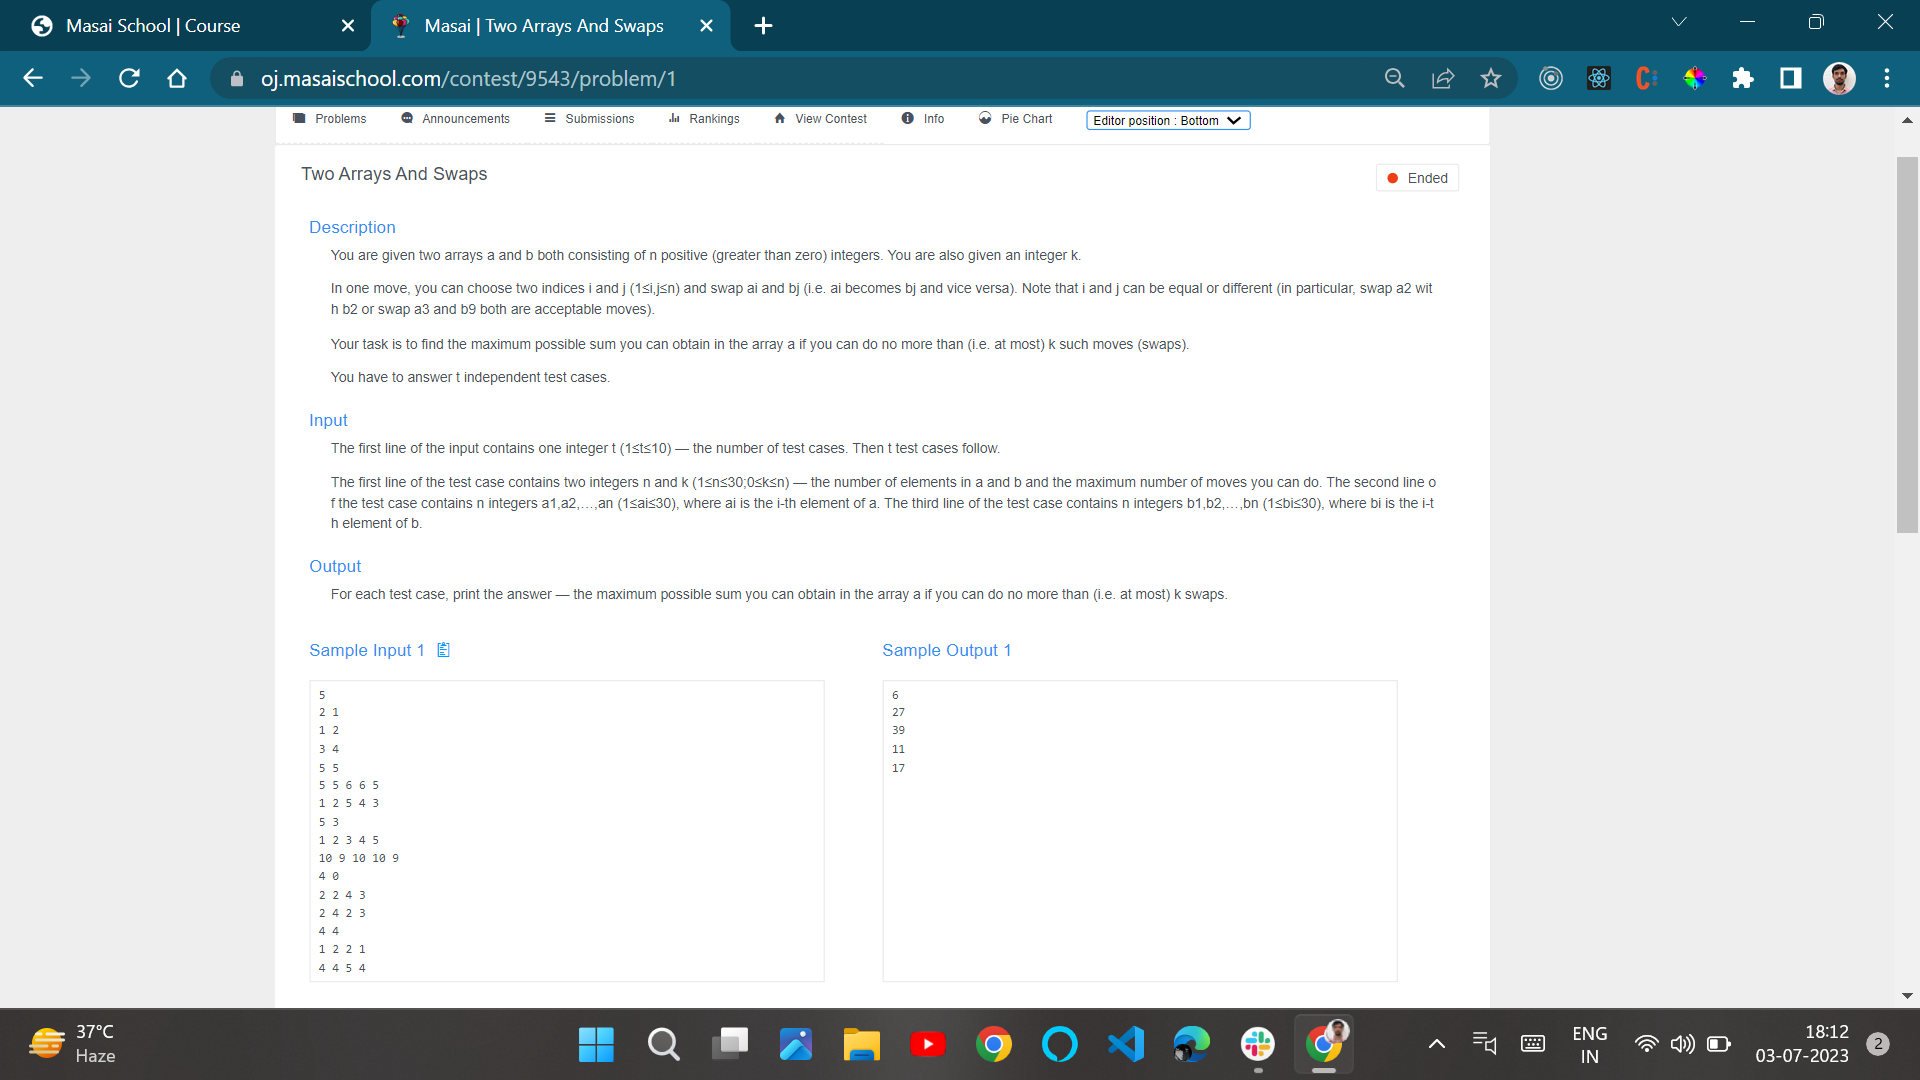 Masai School | Course
Masai | Two Arrays And Swaps
oj.masaischool.com/contest/9543/problem/1
Problems Announcements Submissions Rankings View Contest Info Pie Chart Editor position : Bottom
Two Arrays And Swaps
Ended
Description
You are given two arrays a and b both consisting of n positive (greater than zero) integers. You are also given an integer k.
In one move, you can choose two indices i and j (1≤i,j≤n) and swap ai and bj (i.e. ai becomes bj and vice versa). Note that i and j can be equal or different (in particular, swap a2 wit
h b2 or swap a3 and b9 both are acceptable moves).
Your task is to find the maximum possible sum you can obtain in the array a if you can do no more than (i.e. at most) k such moves (swaps).
You have to answer t independent test cases.
Input
The first line of the input contains one integer t (1≤t≤10) — the number of test cases. Then t test cases follow.
The first line of the test case contains two integers n and k (1≤n≤30;0≤k≤n) — the number of elements in a and b and the maximum number of moves you can do. The second line o
f the test case contains n integers a1,a2,…,an (1≤ai≤30), where ai is the i-th element of a. The third line of the test case contains n integers b1,b2,…,bn (1≤bi≤30), where bi is the i-t
h element of b.
Output
For each test case, print the answer — the maximum possible sum you can obtain in the array a if you can do no more than (i.e. at most) k swaps.
Sample Input 1
5
2 1
1 2
3 4
5 5
5 5 6 6 5
1 2 5 4 3
5 3
1 2 3 4 5
10 9 10 10 9
4 0
2 2 4 3
2 4 2 3
4 4
1 2 2 1
4 4 5 4
Sample Output 1
6
27
39
11
17
37°C
Haze
ENG
IN
18:12
03-07-2023
2